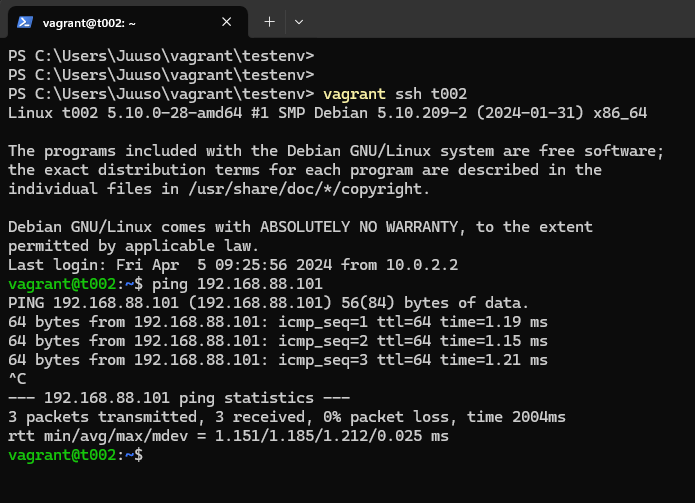 vagrant@t002: ~
PS C:\Users\Juuso\vagrant\testenv>
PS C:\Users\Juuso\vagrant\testenv>
PS C:\Users\Juuso\vagrant\testenv> vagrant ssh t002
Linux t002 5.10.0-28-amd64 #1 SMP Debian 5.10.209-2 (2024-01-31) x86_64

The programs included with the Debian GNU/Linux system are free software;
the exact distribution terms for each program are described in the
individual files in /usr/share/doc/*/copyright.

Debian GNU/Linux comes with ABSOLUTELY NO WARRANTY, to the extent
permitted by applicable law.
Last login: Fri Apr  5 09:25:56 2024 from 10.0.2.2
vagrant@t002:~$ ping 192.168.88.101
PING 192.168.88.101 (192.168.88.101) 56(84) bytes of data.
64 bytes from 192.168.88.101: icmp_seq=1 ttl=64 time=1.19 ms
64 bytes from 192.168.88.101: icmp_seq=2 ttl=64 time=1.15 ms
64 bytes from 192.168.88.101: icmp_seq=3 ttl=64 time=1.21 ms
^C
--- 192.168.88.101 ping statistics ---
3 packets transmitted, 3 received, 0% packet loss, time 2004ms
rtt min/avg/max/mdev = 1.151/1.185/1.212/0.025 ms
vagrant@t002:~$